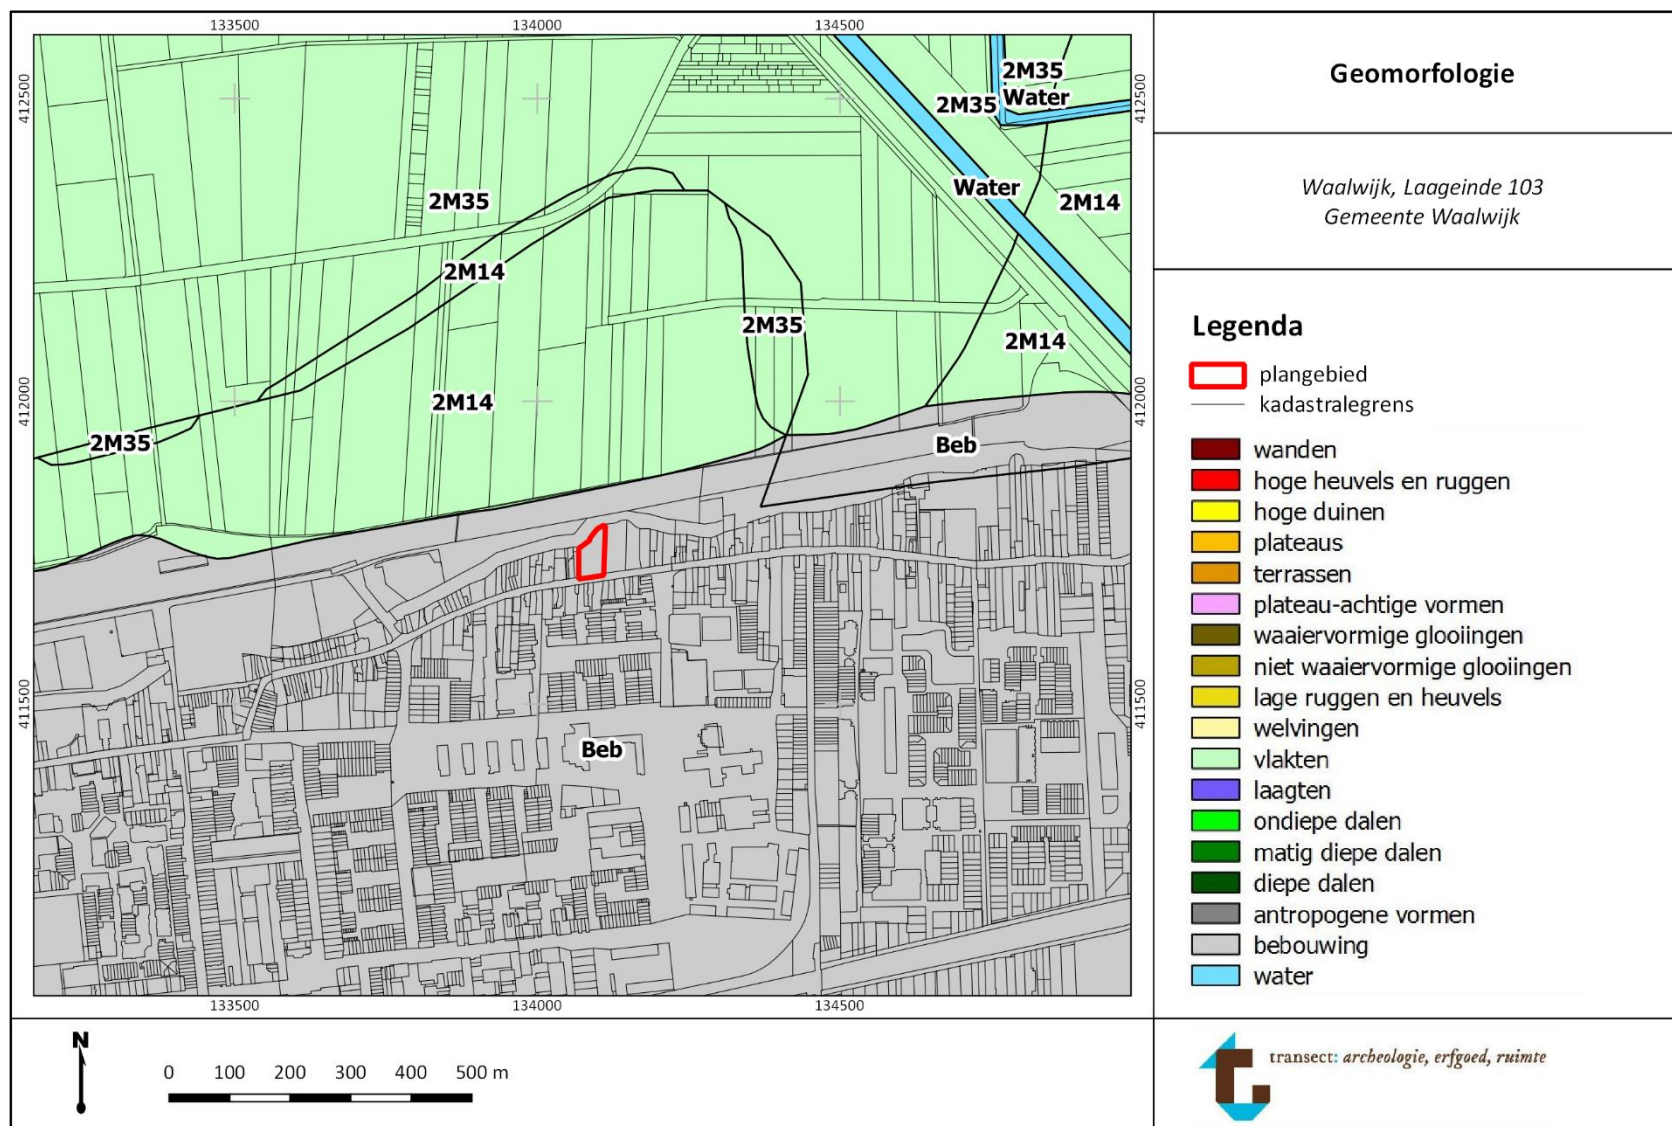 133500 134000 134500
412500
412000
411500
2M35
Water
2M35
412500
Water
2M35
2M14
2M14
2M35
2M14
2M14
412000
2M35
Beb
411500
Beb
133500 134000 134500
N
0 100 200 300 400 500 m
Geomorfologie
Waalwijk, Laageinde 103
Gemeente Waalwijk
Legenda
plangebied
kadastralegrens
wanden
hoge heuvels en ruggen
hoge duinen
plateaus
terrassen
plateau-achtige vormen
waaiervormige glooiingen
niet waaiervormige glooiingen
lage ruggen en heuvels
welvingen
vlakten
laagten
ondiepe dalen
matig diepe dalen
diepe dalen
antropogene vormen
bebouwing
water
transect: archeologie, erfgoed, ruimte